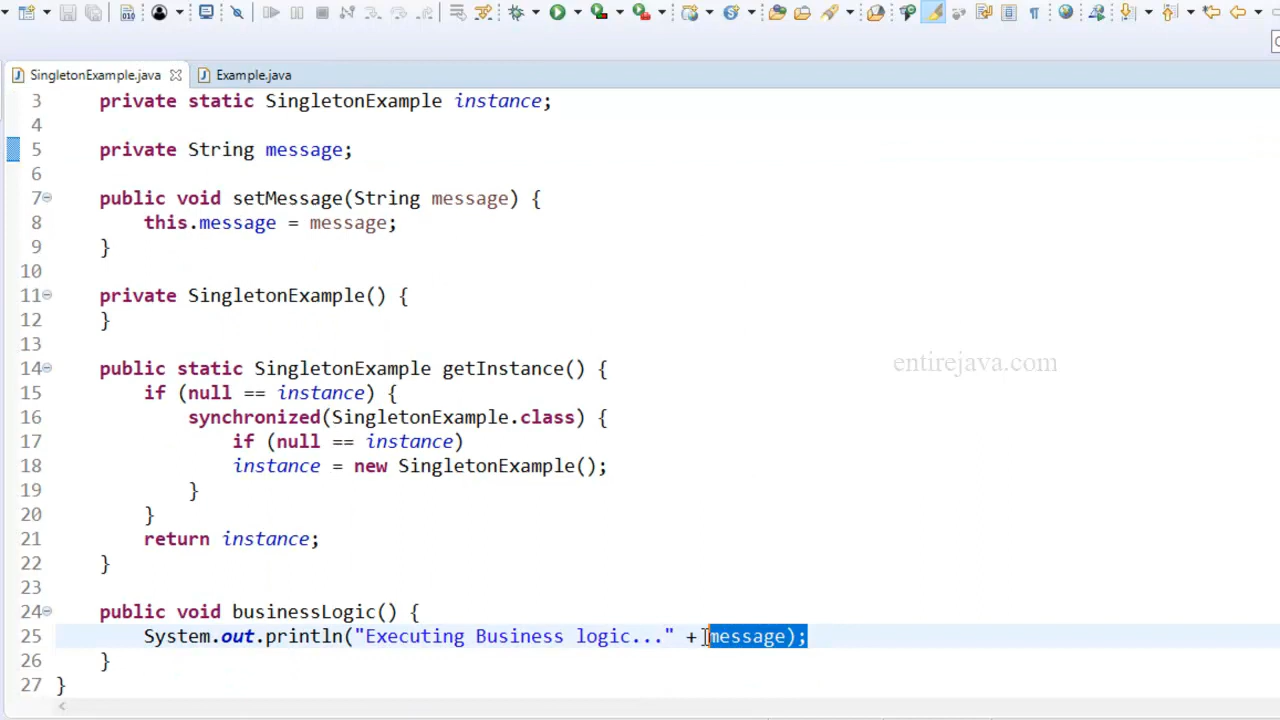 SingletonExample.java
Example.java
3 private static SingletonExample instance;
4
5 private String message;
6
7 public void setMessage(String message) {
8 this.message = message;
9 }
10
11 private SingletonExample() {
12 }
13
14 public static SingletonExample getInstance() {
15 if (null == instance) {
16 synchronized(SingletonExample.class) {
17 if (null == instance)
18 instance = new SingletonExample();
19 }
20 }
21 return instance;
22 }
23
24 public void businessLogic() {
25 System.out.println("Executing Business logic..." + message);
26 }
27 }
entirejava.com